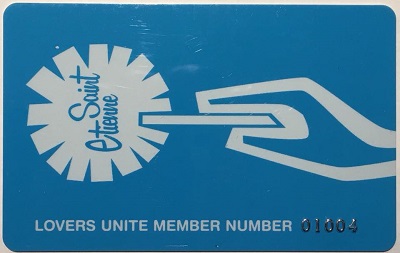 Saint
etienne
LOVERS UNITE MEMBER NUMBER 01004